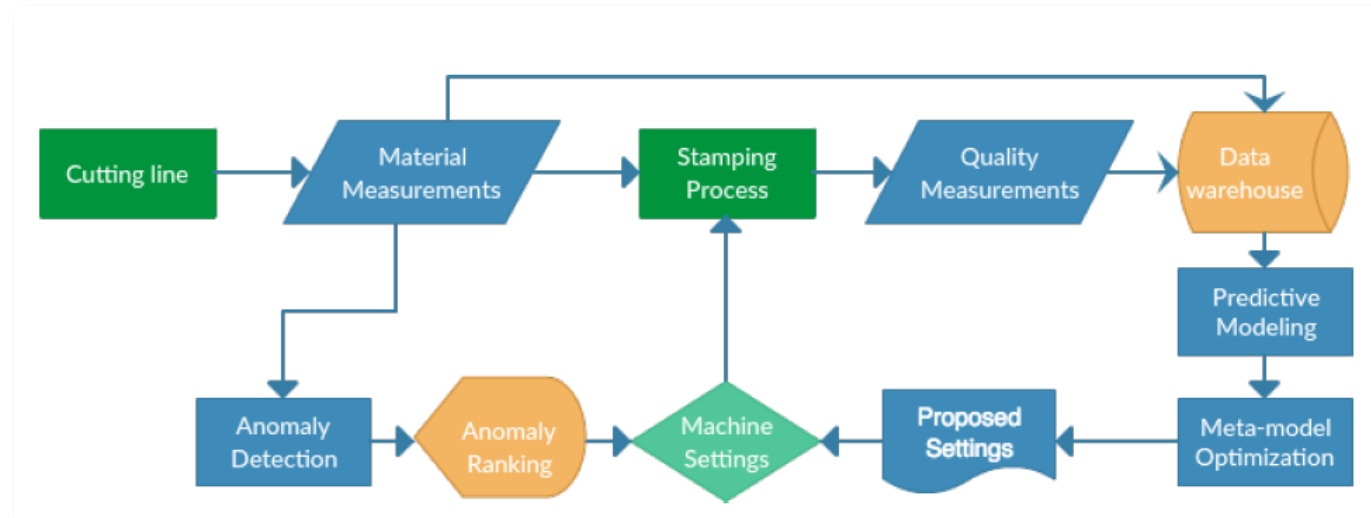 Cutting line
Material
Measurements
Stamping
Process
Quality
Measurements
Data
warehouse
Predictive
Modeling
Anomaly
Detection
Anomaly
Ranking
Machine
Settings
Proposed
Settings
Meta-model
Optimization